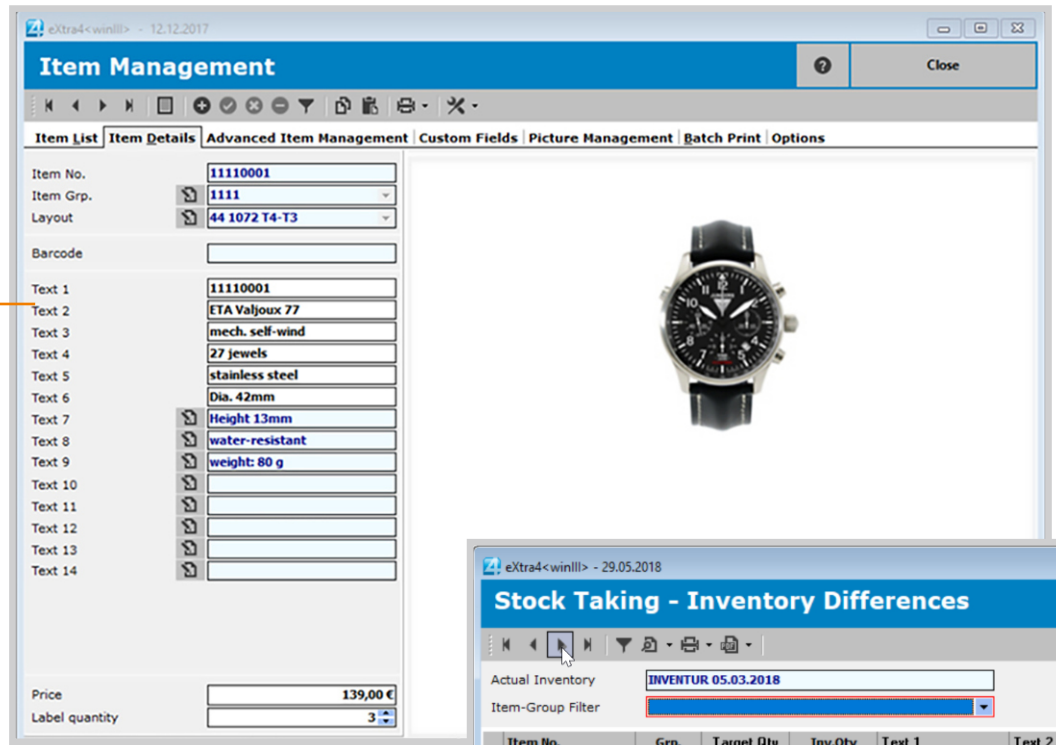 eXtra4<winIII> - 12.12.2017
Item Management
Close
Item List Item Details Advanced Item Management Custom Fields Picture Management Batch Print Options
Item No. 11110001
Item Grp. 1111
Layout 44 1072 T4-T3
Barcode
Text 1 11110001
Text 2 ETA Valjoux 77
Text 3 mech. self-wind
Text 4 27 jewels
Text 5 stainless steel
Text 6 Dia. 42mm
Text 7 Height 13mm
Text 8 water-resistant
Text 9 weight: 80 g
Text 10
Text 11
Text 12
Text 13
Text 14
Price 139,00 €
Label quantity 3
eXtra4<winIII> - 29.05.2018
Stock Taking - Inventory Differences
Actual Inventory INVENTUR 05.03.2018
Item-Group Filter
Item No. Grp. Target Qty Inv.Qty Text 1 Text 2